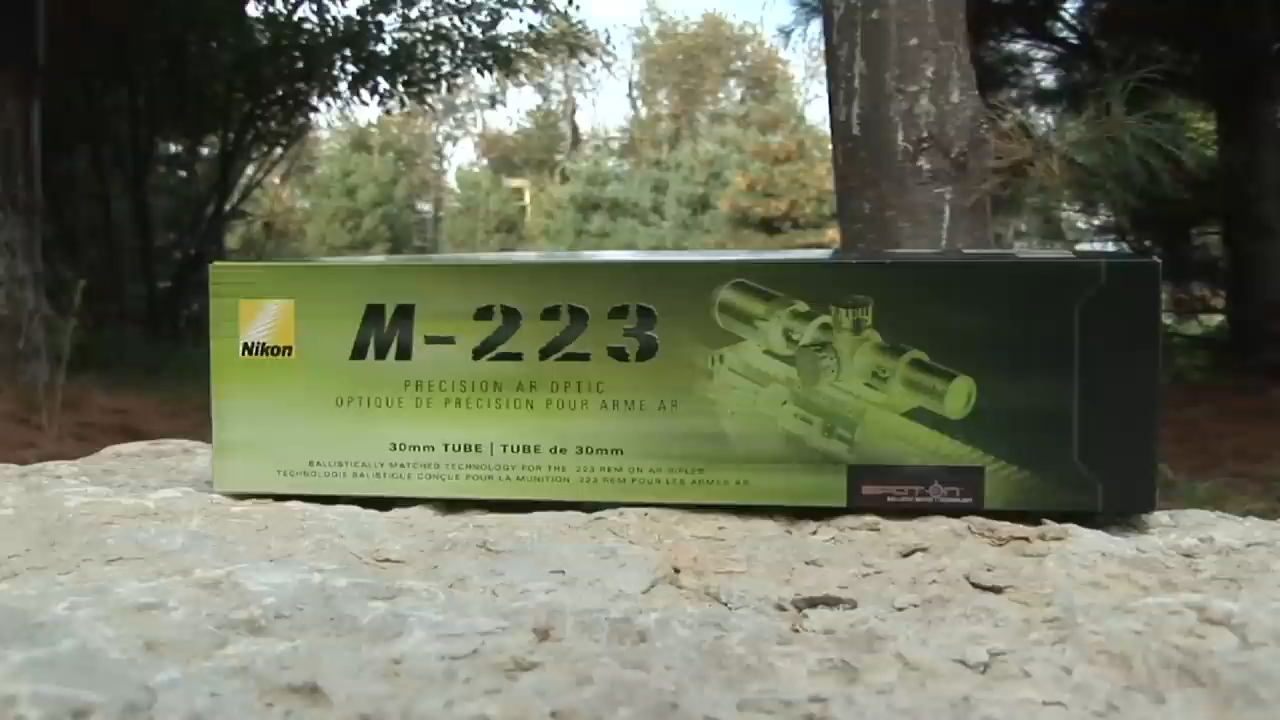 Nikon
M-223
PRECISION AR OPTIC
OPTIQUE DE PRÉCISION POUR ARME AR
30mm TUBE | TUBE de 30mm
BALLISTICALLY MATCHED TECHNOLOGY FOR THE .223 REM ON AR RIFLES
TECHNOLOGIE BALISTIQUE CONÇUE POUR LA MUNITION .223 REM POUR LES ARMES AR
SPOT-ON